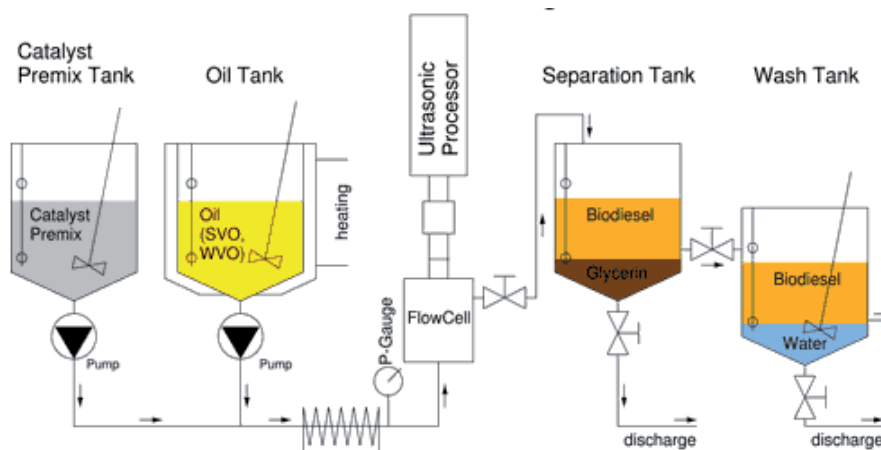 Catalyst
Premix Tank
Oil Tank
Ultrasonic
Processor
Separation Tank
Wash Tank
Catalyst
Premix
Oil
(SVO,
WVO)
heating
Biodiesel
Glycerin
Biodiesel
Water
FlowCell
P-Gauge
Pump
Pump
discharge
discharge